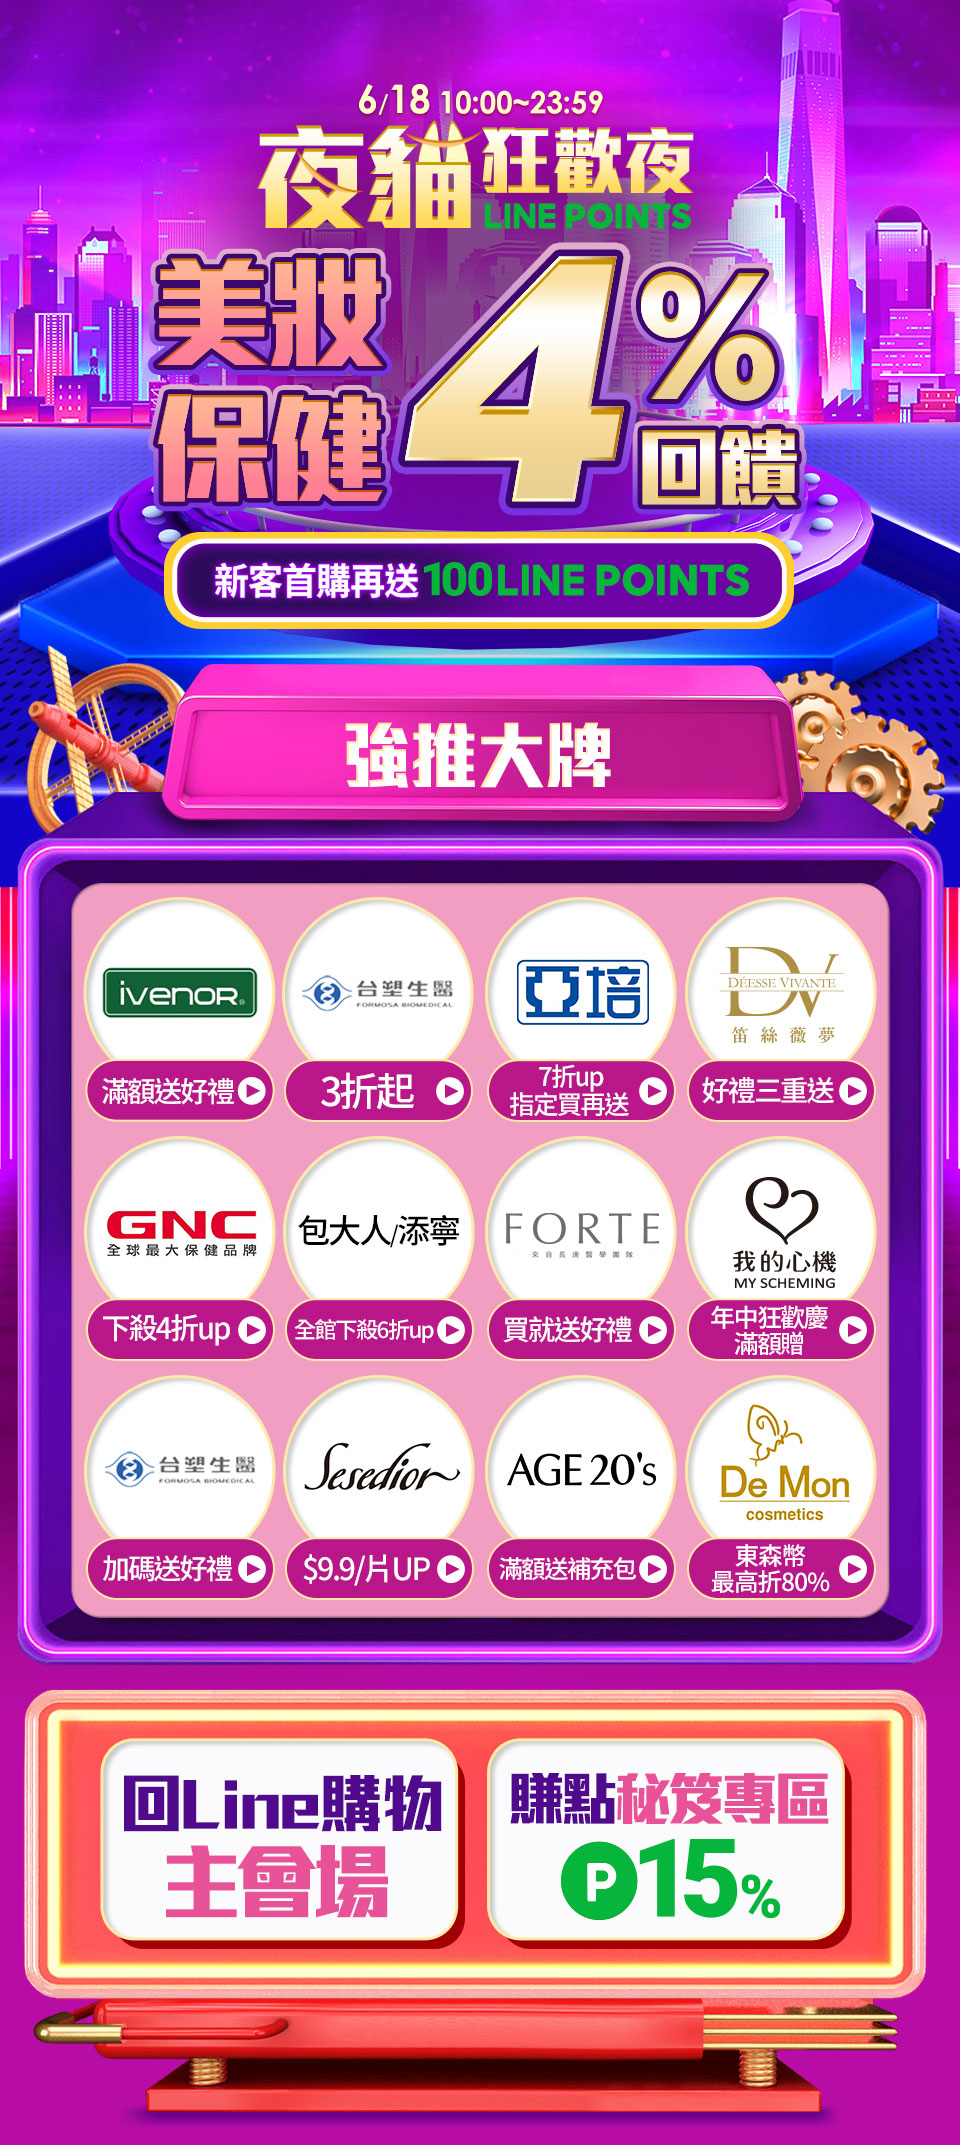 6/18 10:00~23:59
夜貓狂歡夜
LINE POINTS
美妝
保健
4%
回饋
新客首購再送100LINE POINTS
強推大牌
ivenor
滿額送好禮
台塑生醫
FORMOSA BIOMEDICAL
3折起
亞培
7折up
指定買再送
DV
DÉESSE VIVANTE
笛絲薇夢
好禮三重送
GNC
全球最大保健品牌
下殺4折up
包大人/添寧
全館下殺6折up
FORTE
來自長庚醫學團隊
買就送好禮
我的心機
MY SCHEMING
年中狂歡慶
滿額贈
台塑生醫
FORMOSA BIOMEDICAL
加碼送好禮
Sesedior
$9.9/片UP
AGE 20's
滿額送補充包
De Mon
cosmetics
東森幣
最高折80%
回Line購物
主會場
賺點秘笈專區
P15%